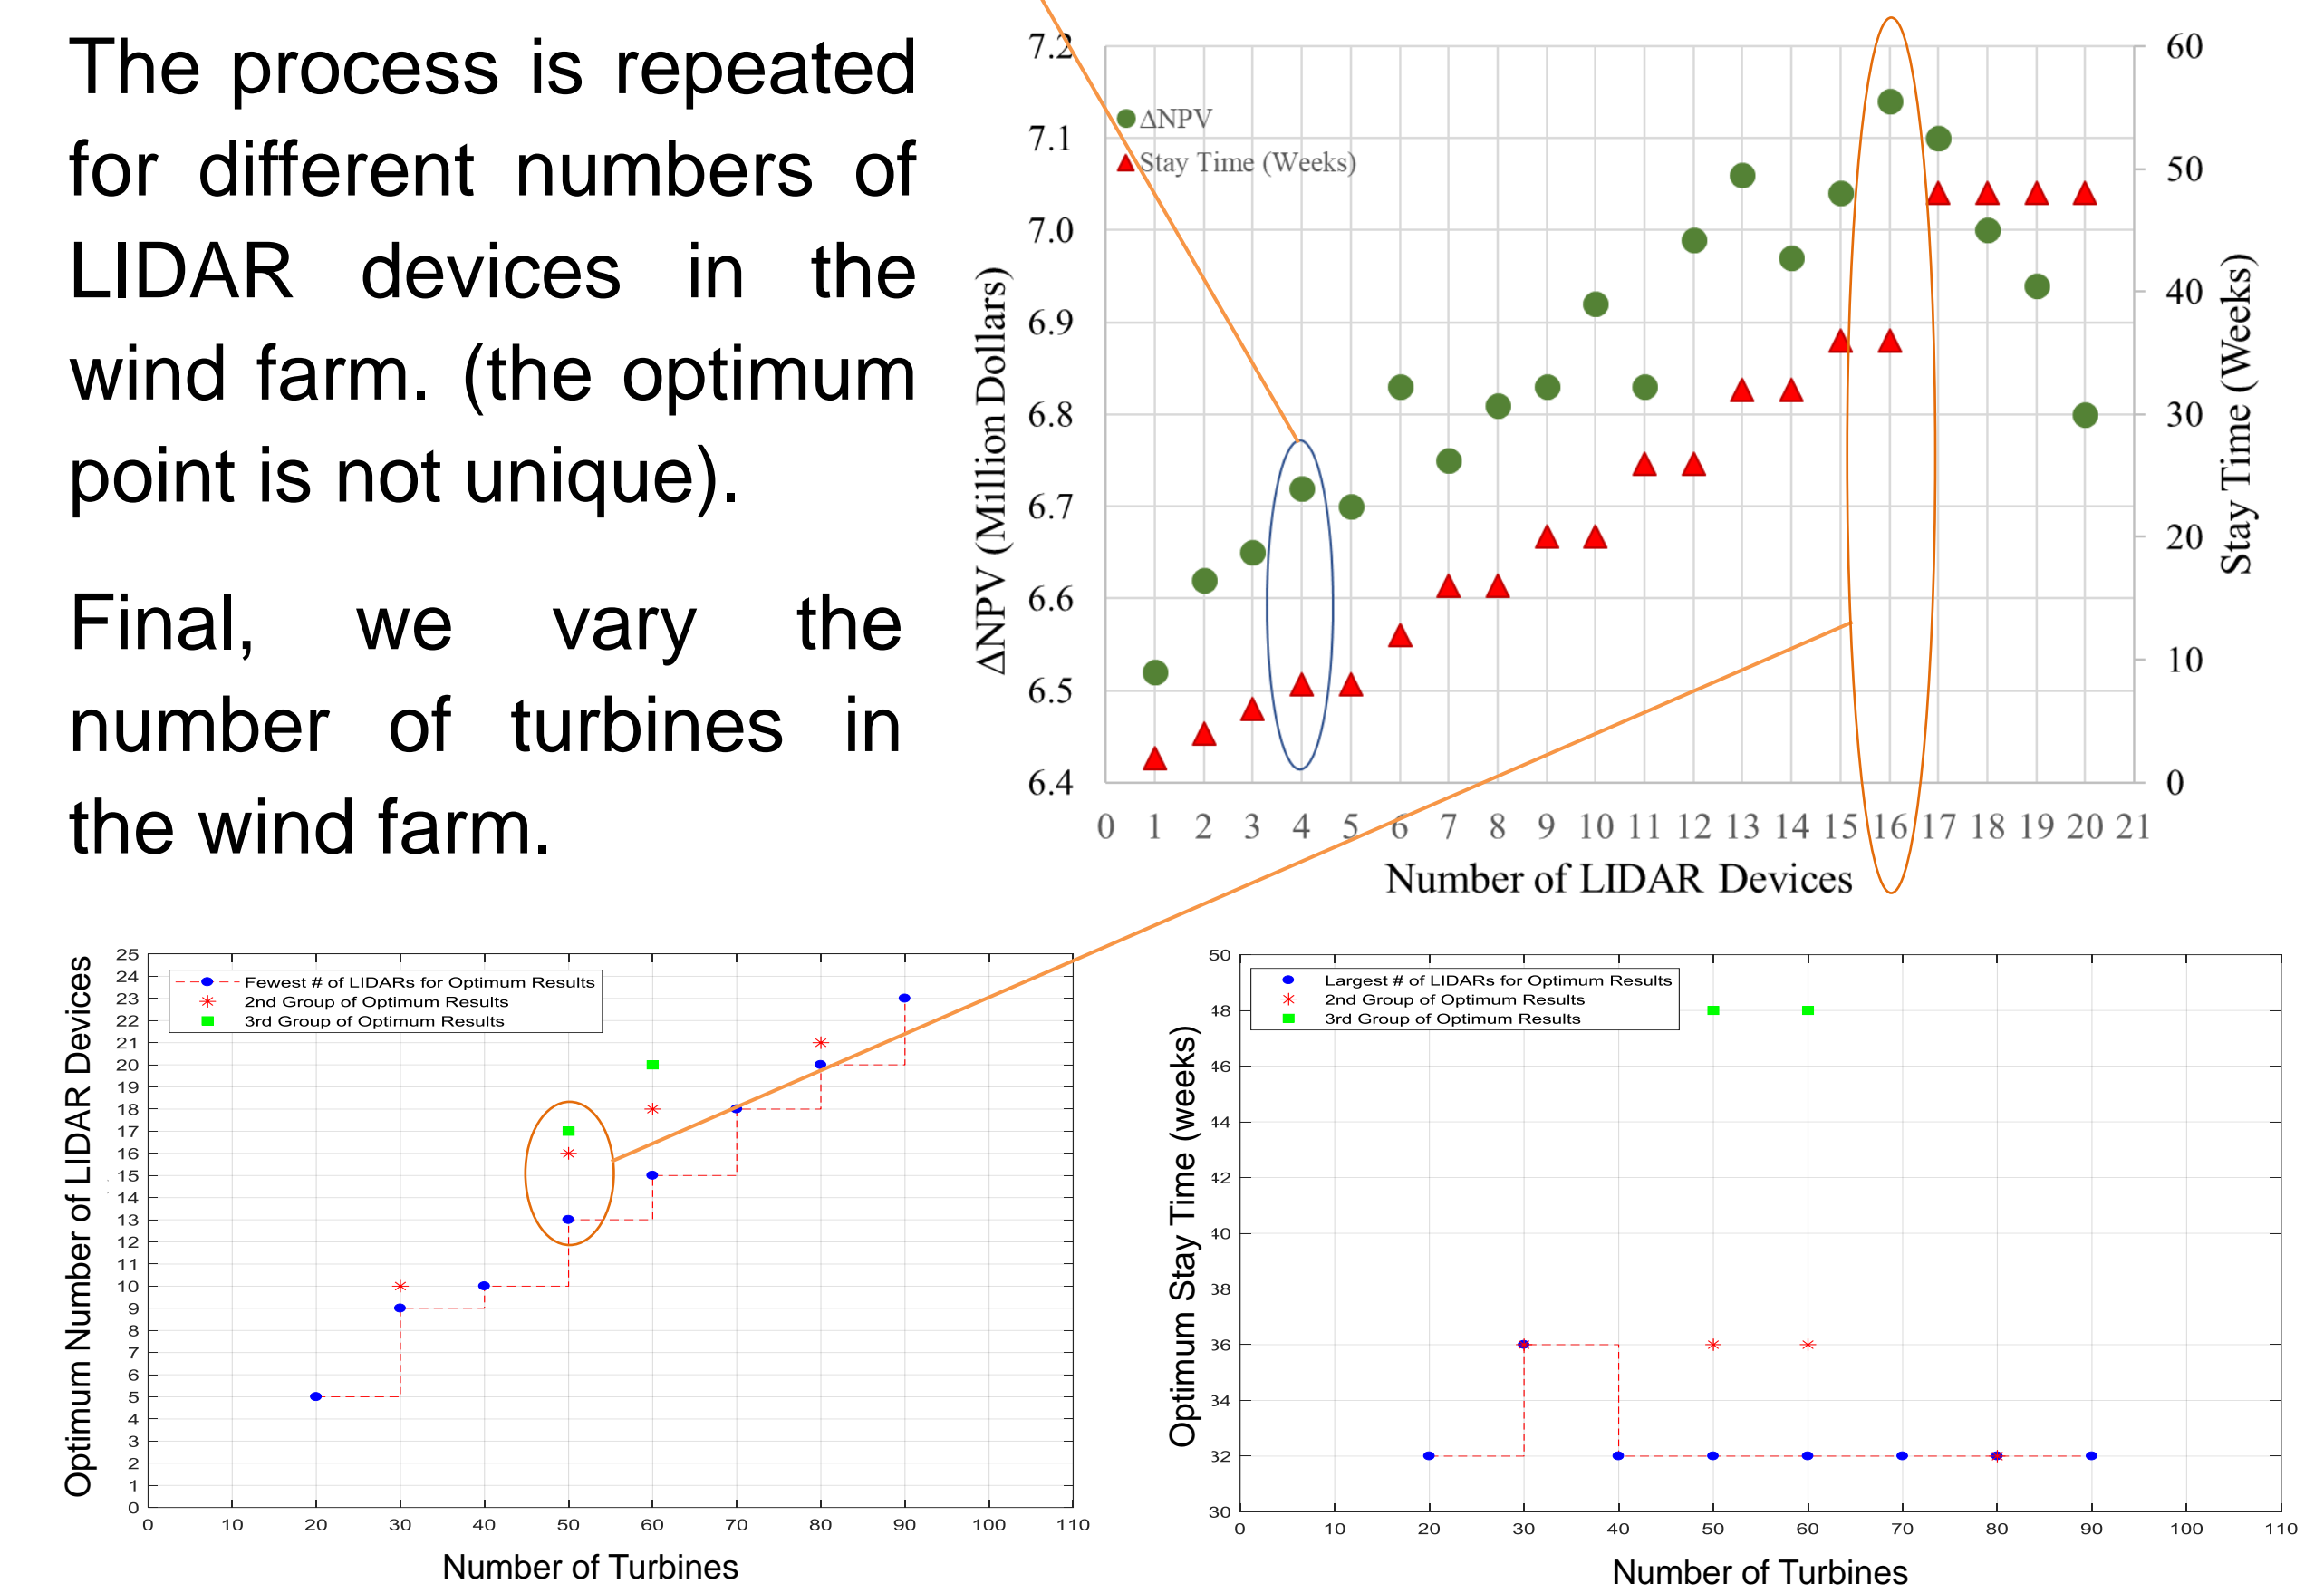 The process is repeated
for different numbers of
LIDAR devices in the
wind farm. (the optimum
point is not unique).
Final, we vary the
number of turbines in
the wind farm.
7.2
7.1
7.0
6.9
6.8
6.7
6.6
6.5
6.4
ΔNPV (Million Dollars)
ΔNPV
Stay Time (Weeks)
60
50
40
30
20
10
0
Stay Time (Weeks)
0 1 2 3 4 5 6 7 8 9 10 11 12 13 14 15 16 17 18 19 20 21
Number of LIDAR Devices
25
24
23
22
21
20
19
18
17
16
15
14
13
12
11
10
9
8
7
6
5
4
3
2
1
0
Optimum Number of LIDAR Devices
Fewest # of LIDARs for Optimum Results
2nd Group of Optimum Results
3rd Group of Optimum Results
0 10 20 30 40 50 60 70 80 90 100 110
Number of Turbines
50
48
46
44
42
40
38
36
34
32
30
Optimum Stay Time (weeks)
Largest # of LIDARs for Optimum Results
2nd Group of Optimum Results
3rd Group of Optimum Results
0 10 20 30 40 50 60 70 80 90 100 110
Number of Turbines